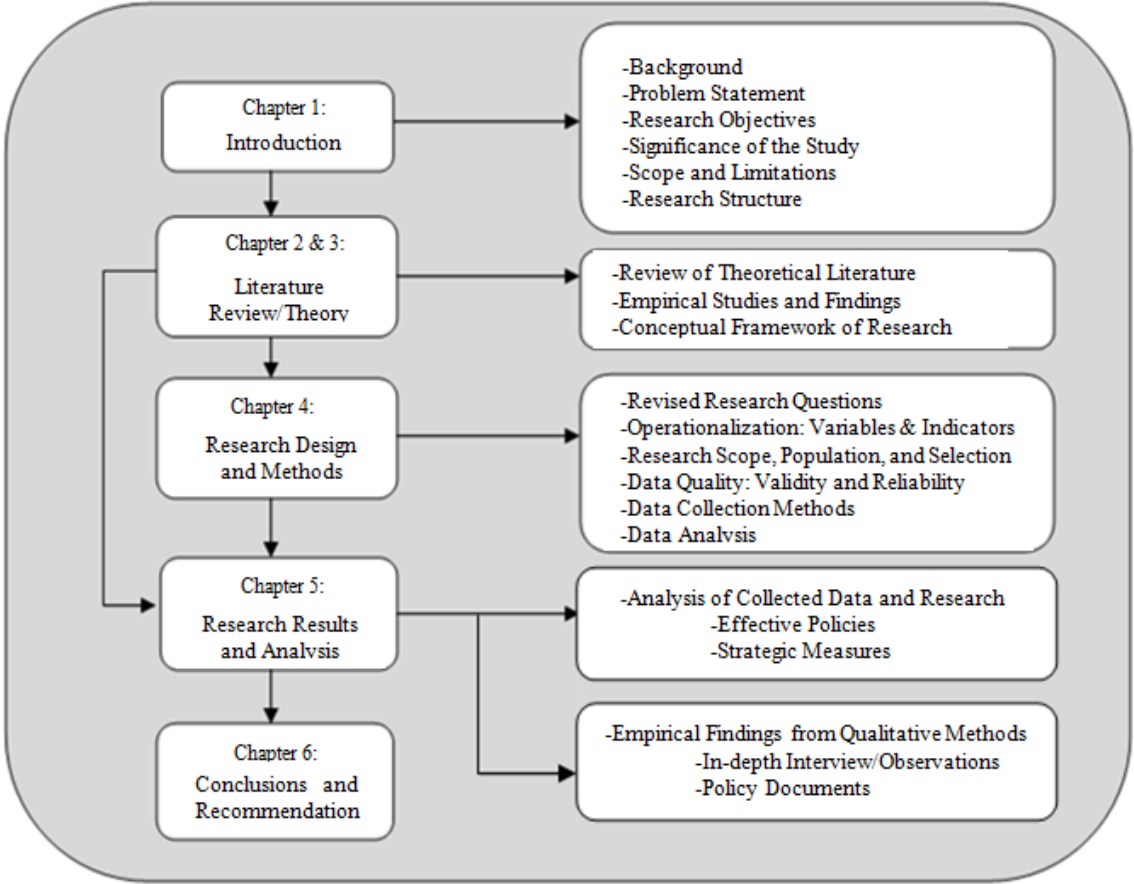 Chapter 1:
Introduction
-Background
-Problem Statement
-Research Objectives
-Significance of the Study
-Scope and Limitations
-Research Structure
Chapter 2 & 3:
Literature
Review/Theory
-Review of Theoretical Literature
-Empirical Studies and Findings
-Conceptual Framework of Research
Chapter 4:
Research Design
and Methods
-Revised Research Questions
-Operationalization: Variables & Indicators
-Research Scope, Population, and Selection
-Data Quality: Validity and Reliability
-Data Collection Methods
-Data Analysis
Chapter 5:
Research Results
and Analysis
-Analysis of Collected Data and Research
-Effective Policies
-Strategic Measures
-Empirical Findings from Qualitative Methods
-In-depth Interview/Observations
-Policy Documents
Chapter 6:
Conclusions and
Recommendation